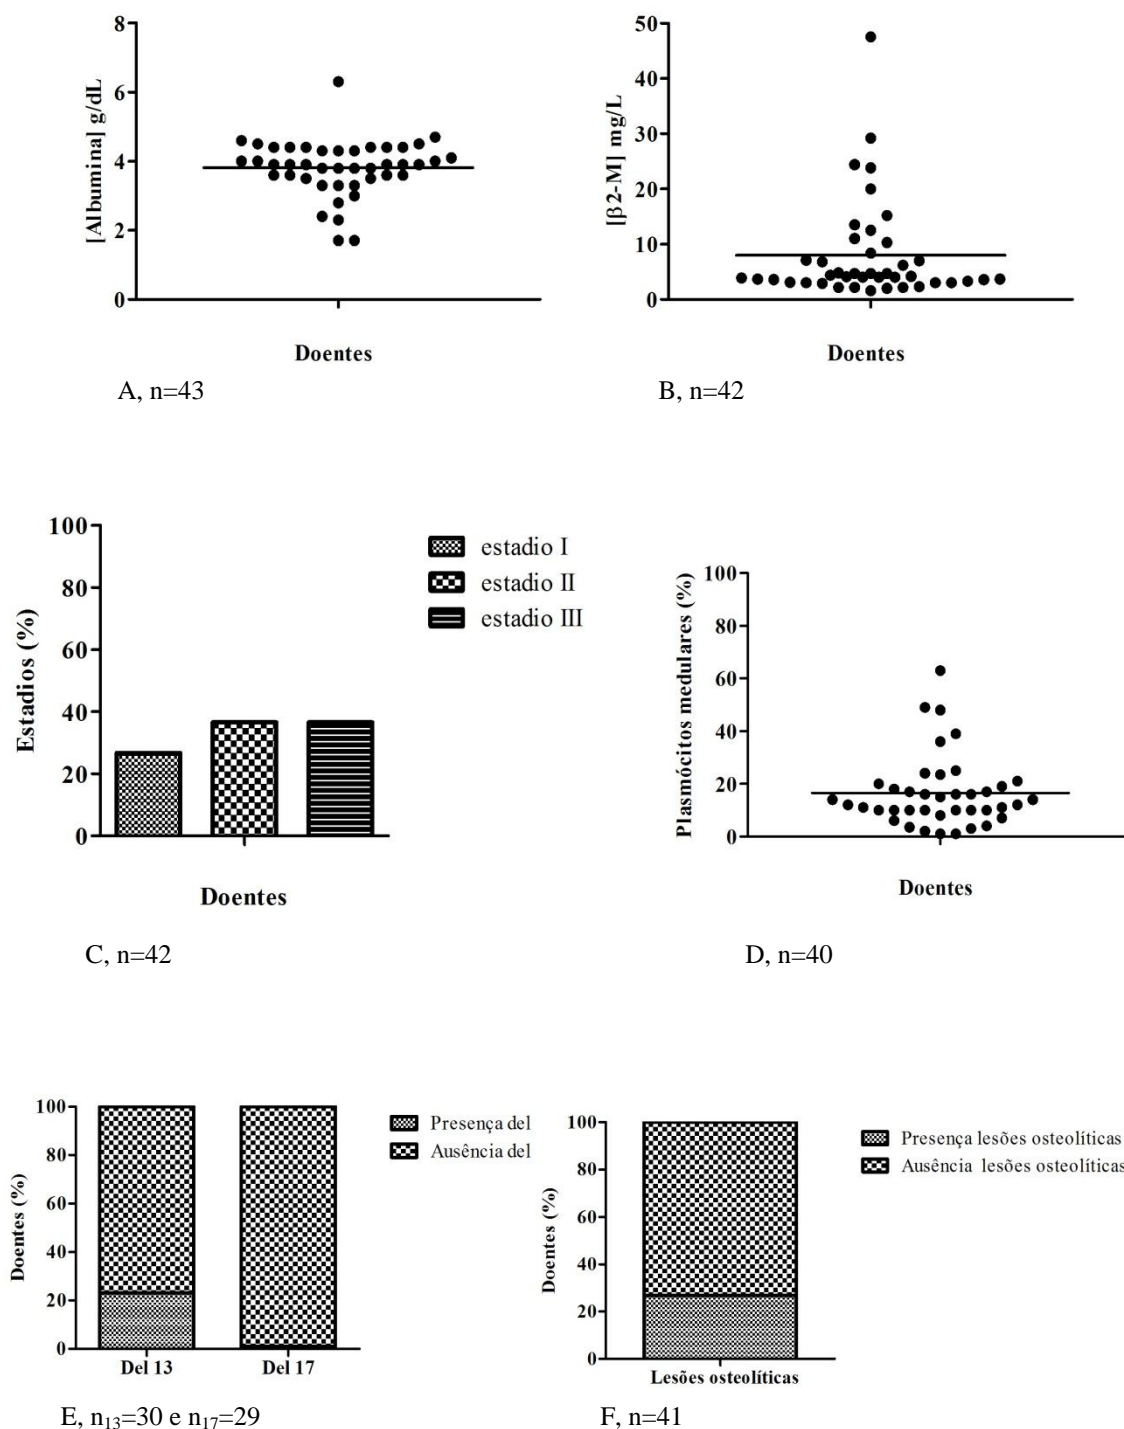 [Albumina] g/dL
8
6
4
2
0
Doentes
A, n=43
[β2-M] mg/L
50
40
30
20
10
0
Doentes
B, n=42
Estadios (%)
100
80
60
40
20
0
Doentes
estadio I
estadio II
estadio III
C, n=42
Plasmócitos medulares (%)
100
80
60
40
20
0
Doentes
D, n=40
Doentes (%)
100
80
60
40
20
0
Del 13 Del 17
Presença del
Ausência del
E, n₁₃=30 e n₁₇=29
Doentes (%)
100
80
60
40
20
0
Lesões osteolíticas
Presença lesões osteolíticas
Ausência lesões osteolíticas
F, n=41